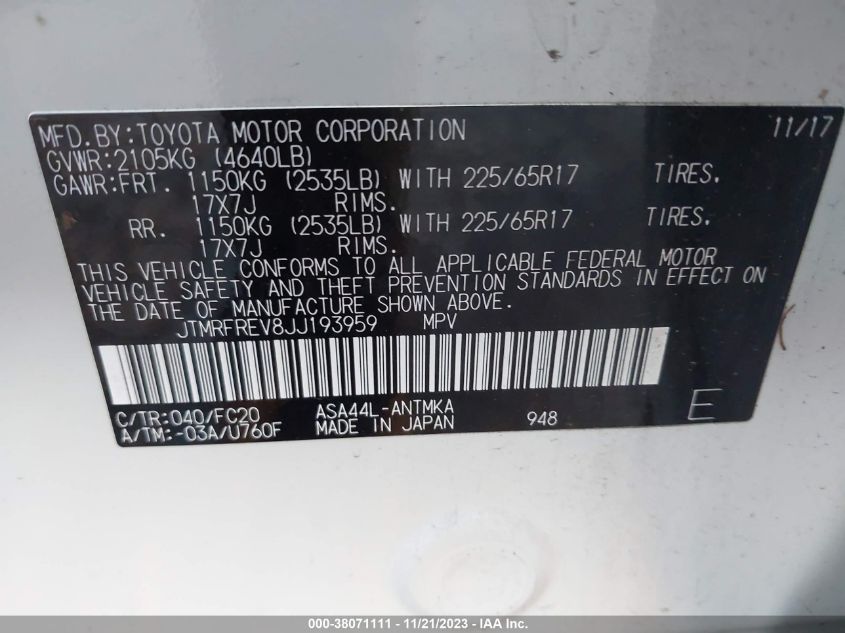 MFD.BY:TOYOTA MOTOR CORPORATION 11/17
GVWR:2105KG (4640LB)
GAWR:FRT. 1150KG (2535LB) WITH 225/65R17 TIRES.
17X7J RIMS.
RR. 1150KG (2535LB) WITH 225/65R17 TIRES.
17X7J RIMS.
THIS VEHICLE CONFORMS TO ALL APPLICABLE FEDERAL MOTOR
VEHICLE SAFETY AND THEFT PREVENTION STANDARDS IN EFFECT ON
THE DATE OF MANUFACTURE SHOWN ABOVE.
JTMRFREV8JJ193959 MPV
C/TR:040/FC20 ASA44L-ANTMKA 948 E
A/TM:-03A/U760F MADE IN JAPAN
000-38071111 - 11/21/2023 - IAA Inc.